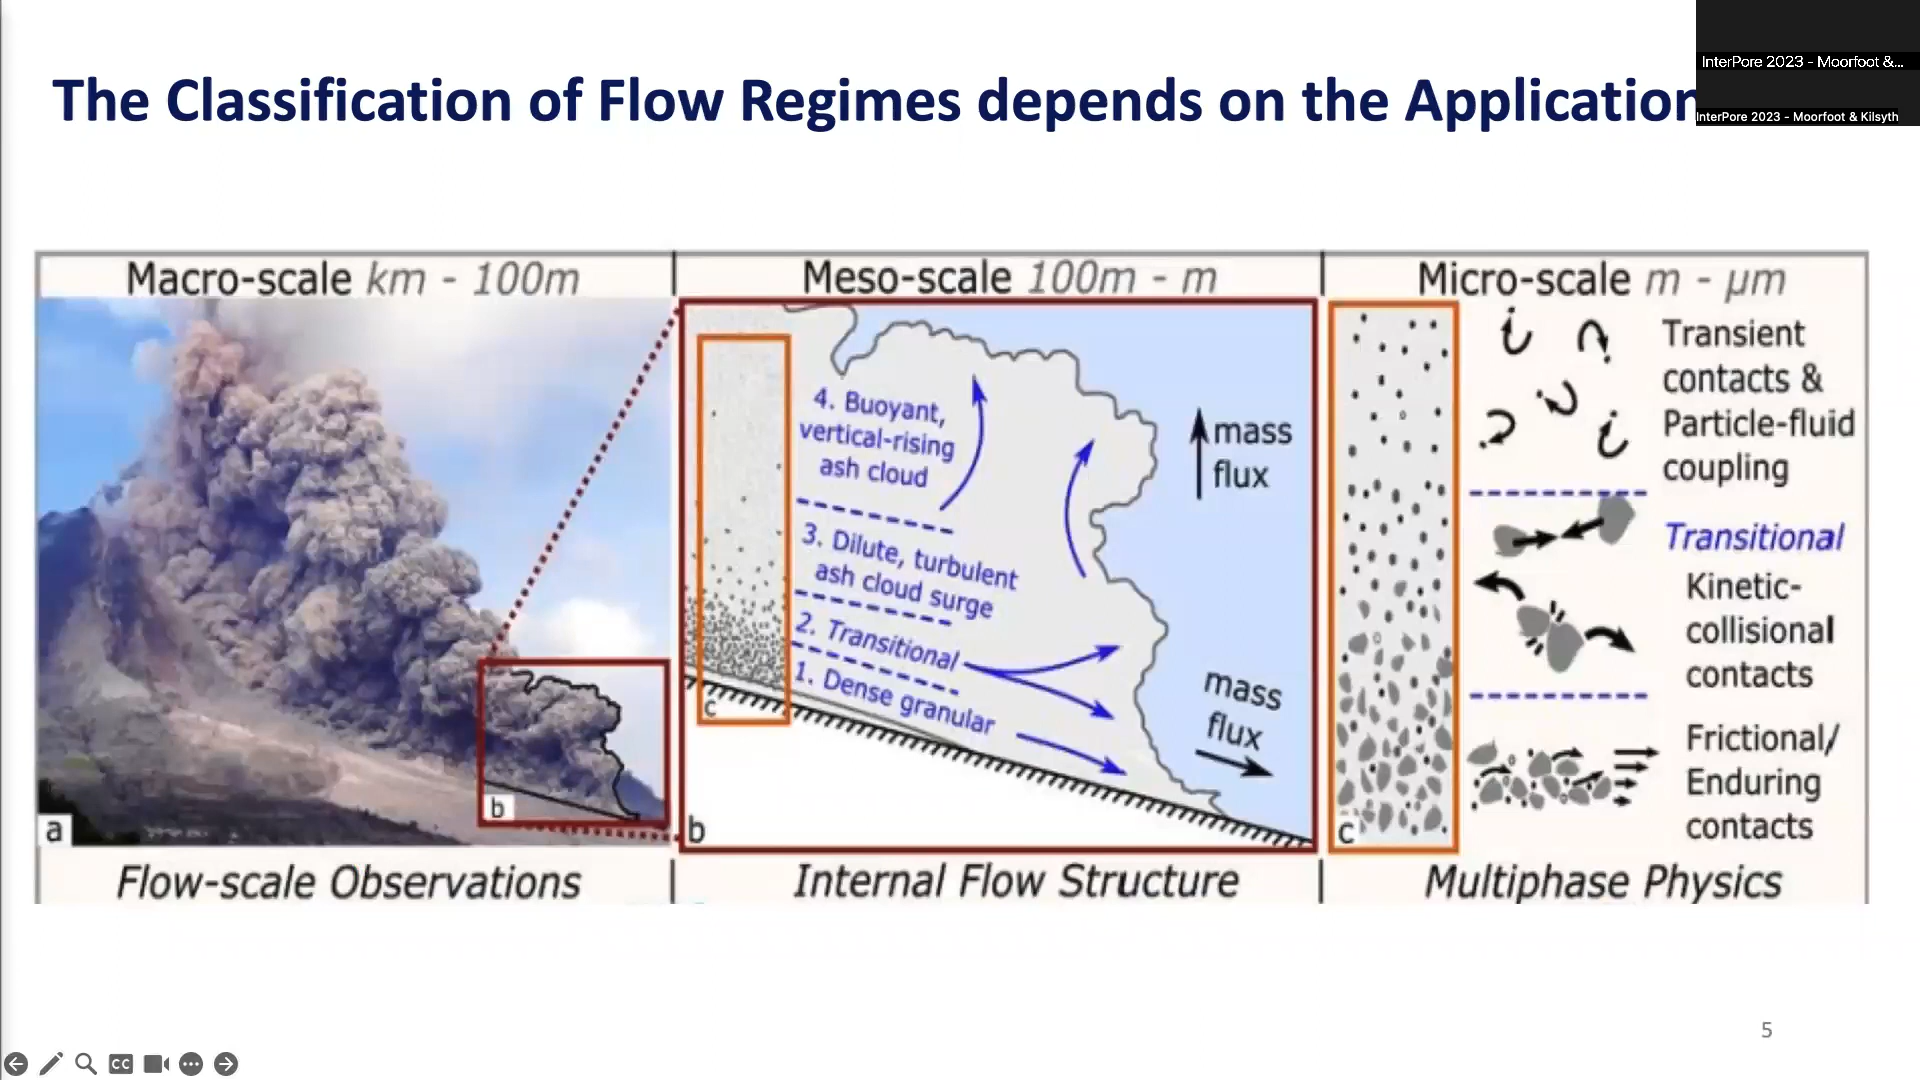 The Classification of Flow Regimes depends on the Application
InterPore 2023 - Moorfoot &...
InterPore 2023 - Moorfoot & Kilsyth
Macro-scale km - 100m
Meso-scale 100m - m
Micro-scale m - μm
4. Buoyant,
vertical-rising
ash cloud
3. Dilute, turbulent
ash cloud surge
2. Transitional
1. Dense granular
mass
flux
mass
flux
Transient
contacts &
Particle-fluid
coupling
Transitional
Kinetic-
collisional
contacts
Frictional/
Enduring
contacts
a
b
b
c
c
Flow-scale Observations
Internal Flow Structure
Multiphase Physics
5
CC